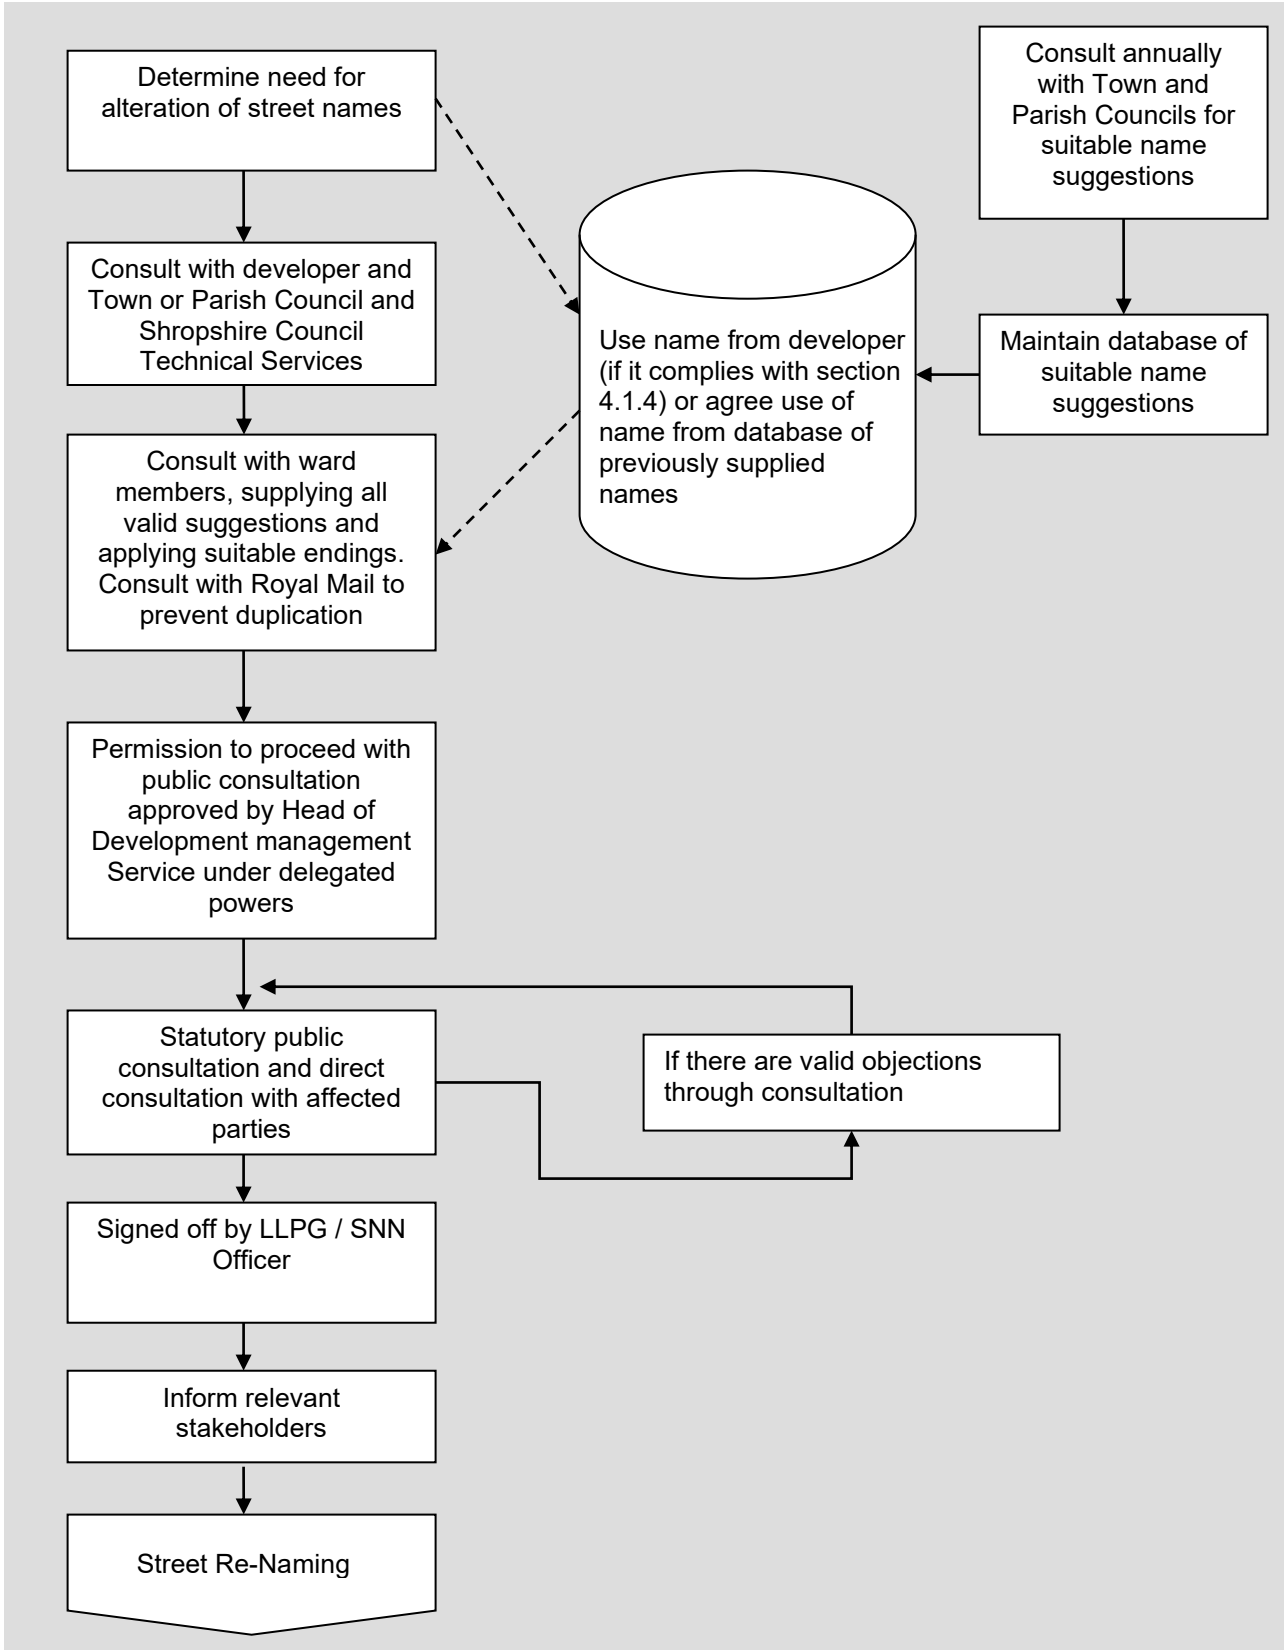 Determine need for
alteration of street names
Consult annually
with Town and
Parish Councils for
suitable name
suggestions
Consult with developer and
Town or Parish Council and
Shropshire Council
Technical Services
Use name from developer
(if it complies with section
4.1.4) or agree use of
name from database of
previously supplied
names
Maintain database of
suitable name
suggestions
Consult with ward
members, supplying all
valid suggestions and
applying suitable endings.
Consult with Royal Mail to
prevent duplication
Permission to proceed with
public consultation
approved by Head of
Development management
Service under delegated
powers
Statutory public
consultation and direct
consultation with affected
parties
If there are valid objections
through consultation
Signed off by LLPG / SNN
Officer
Inform relevant
stakeholders
Street Re-Naming